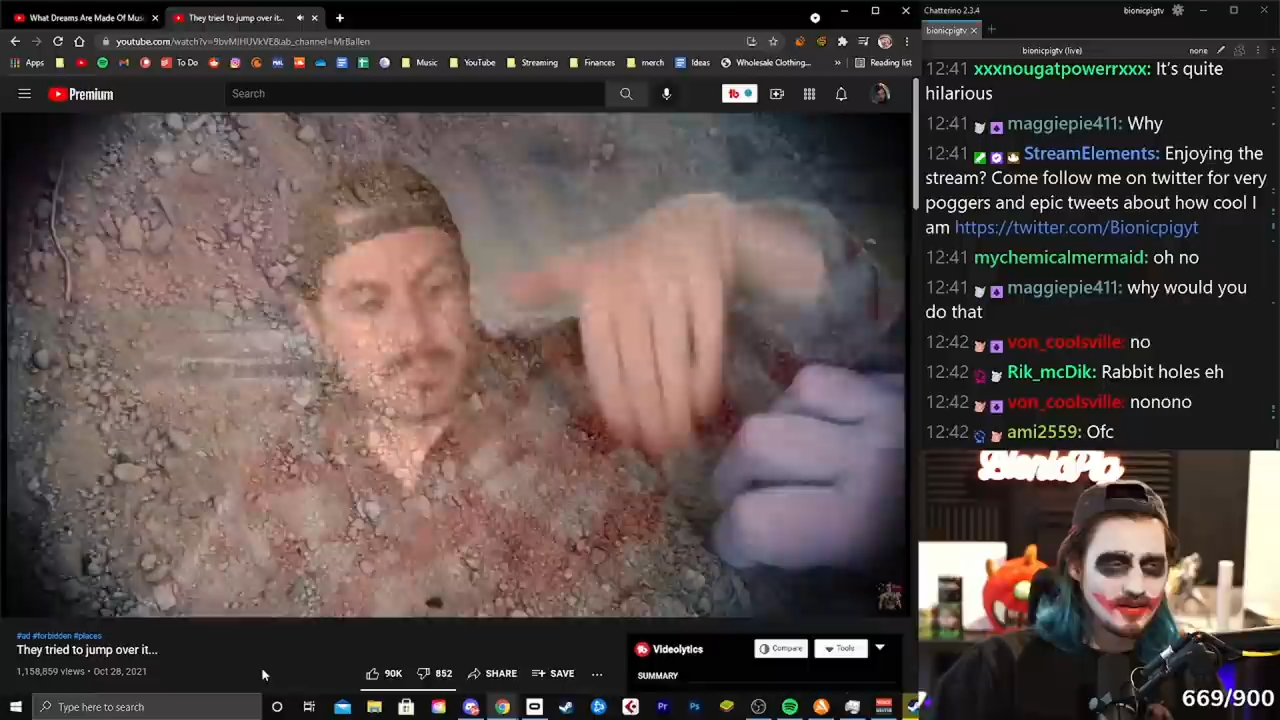 What Dreams Are Made Of Mus
They tried to jump over it...
youtube.com/watch?v=9bvMIHUVkVE&ab_channel=MrBallen
Apps
To Do
Music
YouTube
Streaming
Finances
merch
Ideas
Wholesale Clothing...
Reading list
Premium
Search
#ad #forbidden #places
They tried to jump over it...
1,158,859 views · Oct 28, 2021
90K
852
SHARE
SAVE
Videolytics
Compare
Tools
SUMMARY
Type here to search
Chatterino 2.3.4
bionicpigtv
bionicpigtv
bionicpigtv (live)
none
12:41 xxxnougatpowerrxxx: It's quite
hilarious
12:41 maggiepie411: Why
12:41 StreamElements: Enjoying the
stream? Come follow me on twitter for very
poggers and epic tweets about how cool I
am https://twitter.com/Bionicpigyt
12:41 mychemicalmermaid: oh no
12:41 maggiepie411: why would you
do that
12:42 von_coolsville: no
12:42 Rik_mcDik: Rabbit holes eh
12:42 von_coolsville: nonono
12:42 ami2559: Ofc
BionicPig
669/900